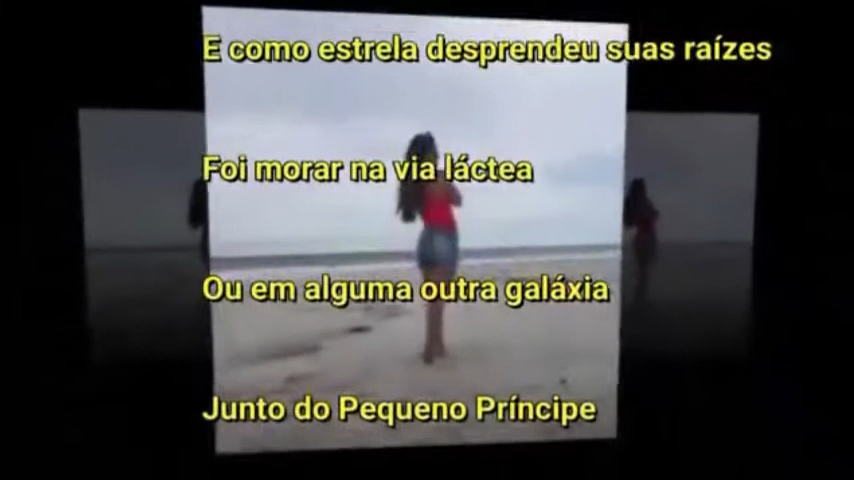 E como estrela desprendeu suas raízes
Foi morar na via láctea
Ou em alguma outra galáxia
Junto do Pequeno Príncipe